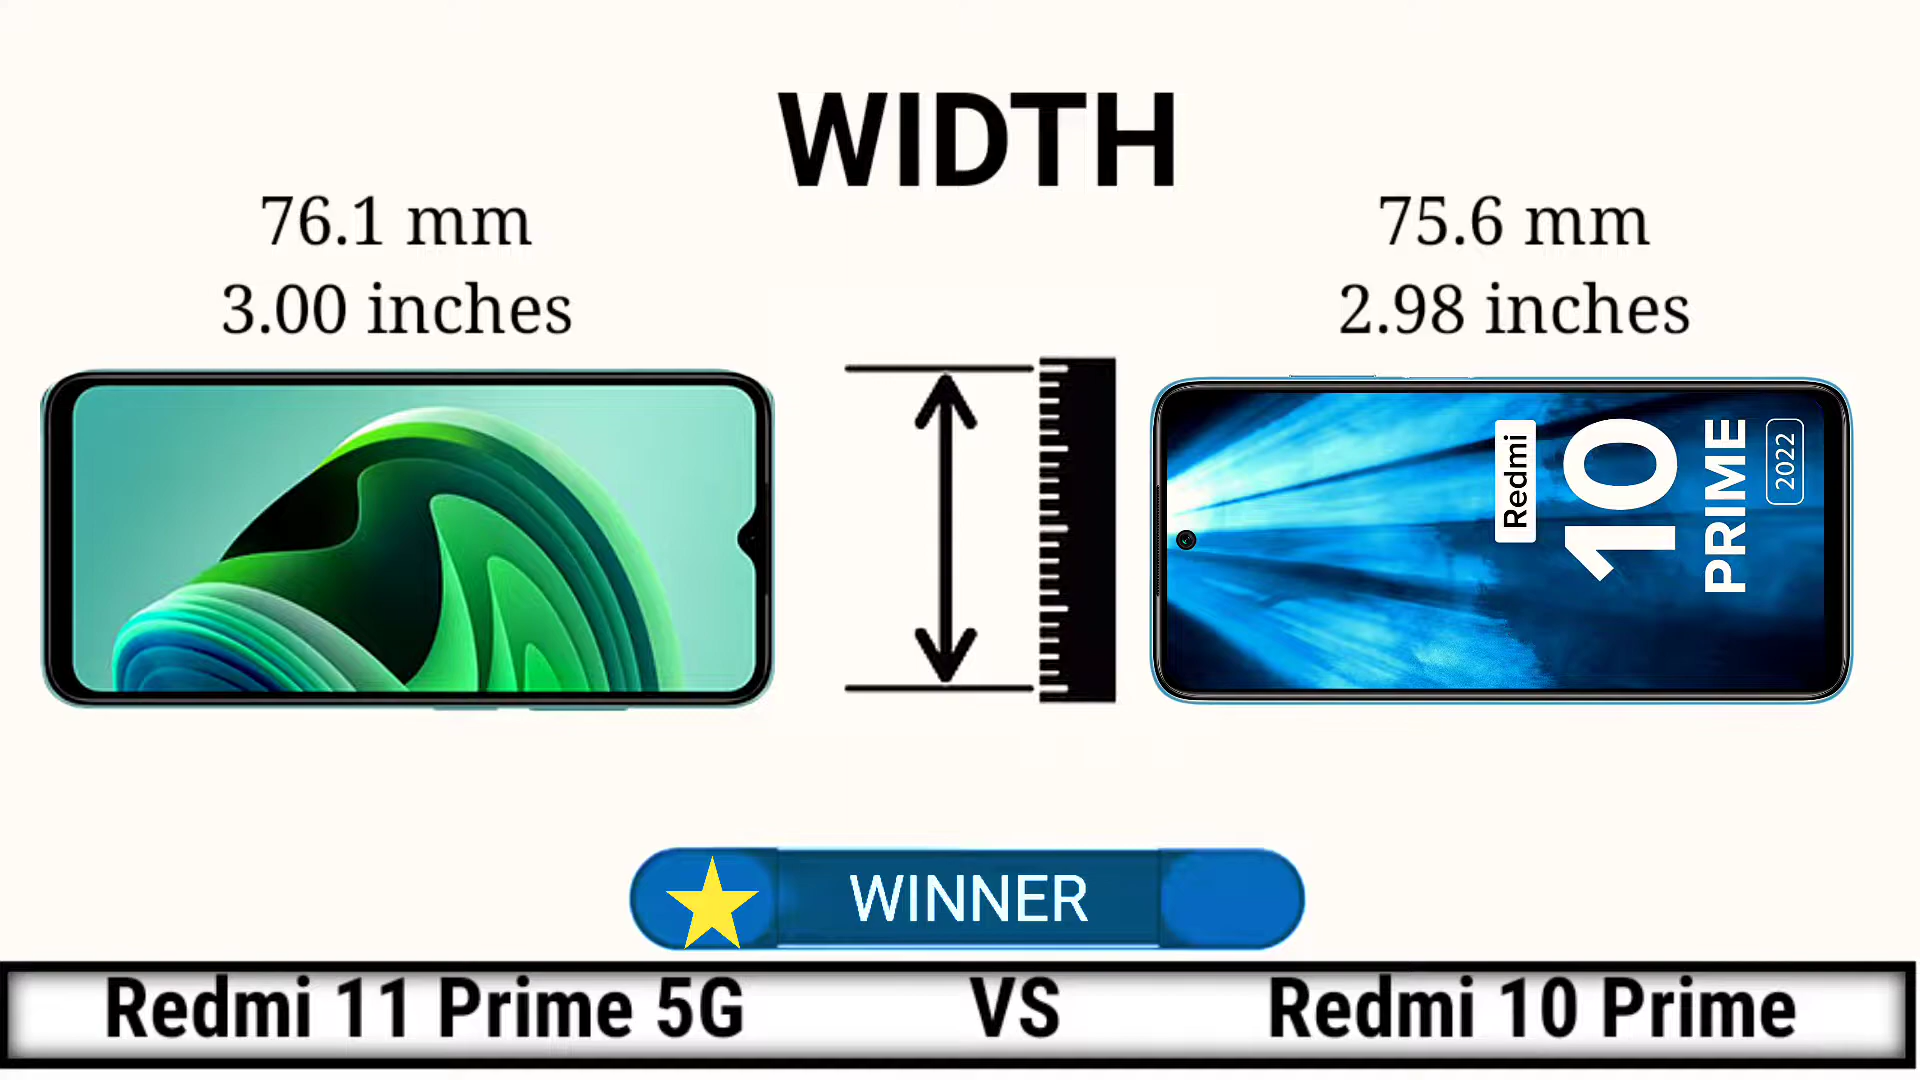 WIDTH
76.1 mm
3.00 inches
75.6 mm
2.98 inches
Redmi
10
PRIME
2022
WINNER
Redmi 11 Prime 5G VS Redmi 10 Prime